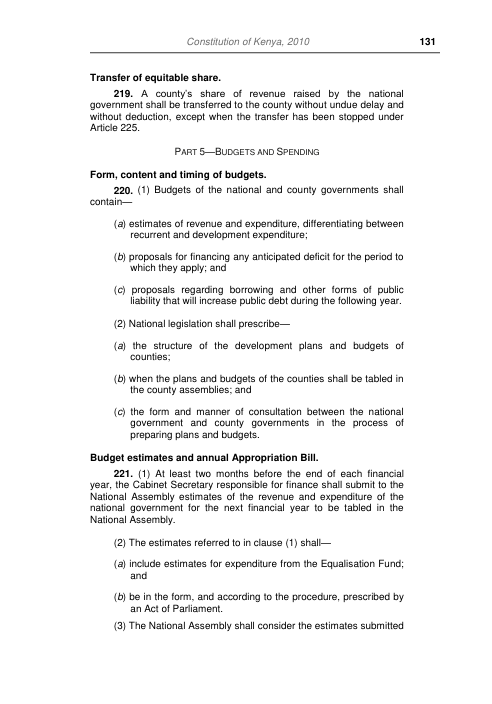 Constitution of Kenya, 2010 131
Transfer of equitable share.
219. A county's share of revenue raised by the national
government shall be transferred to the county without undue delay and
without deduction, except when the transfer has been stopped under
Article 225.
PART 5—BUDGETS AND SPENDING
Form, content and timing of budgets.
220. (1) Budgets of the national and county governments shall
contain—
(a) estimates of revenue and expenditure, differentiating between
recurrent and development expenditure;
(b) proposals for financing any anticipated deficit for the period to
which they apply; and
(c) proposals regarding borrowing and other forms of public
liability that will increase public debt during the following year.
(2) National legislation shall prescribe—
(a) the structure of the development plans and budgets of
counties;
(b) when the plans and budgets of the counties shall be tabled in
the county assemblies; and
(c) the form and manner of consultation between the national
government and county governments in the process of
preparing plans and budgets.
Budget estimates and annual Appropriation Bill.
221. (1) At least two months before the end of each financial
year, the Cabinet Secretary responsible for finance shall submit to the
National Assembly estimates of the revenue and expenditure of the
national government for the next financial year to be tabled in the
National Assembly.
(2) The estimates referred to in clause (1) shall—
(a) include estimates for expenditure from the Equalisation Fund;
and
(b) be in the form, and according to the procedure, prescribed by
an Act of Parliament.
(3) The National Assembly shall consider the estimates submitted